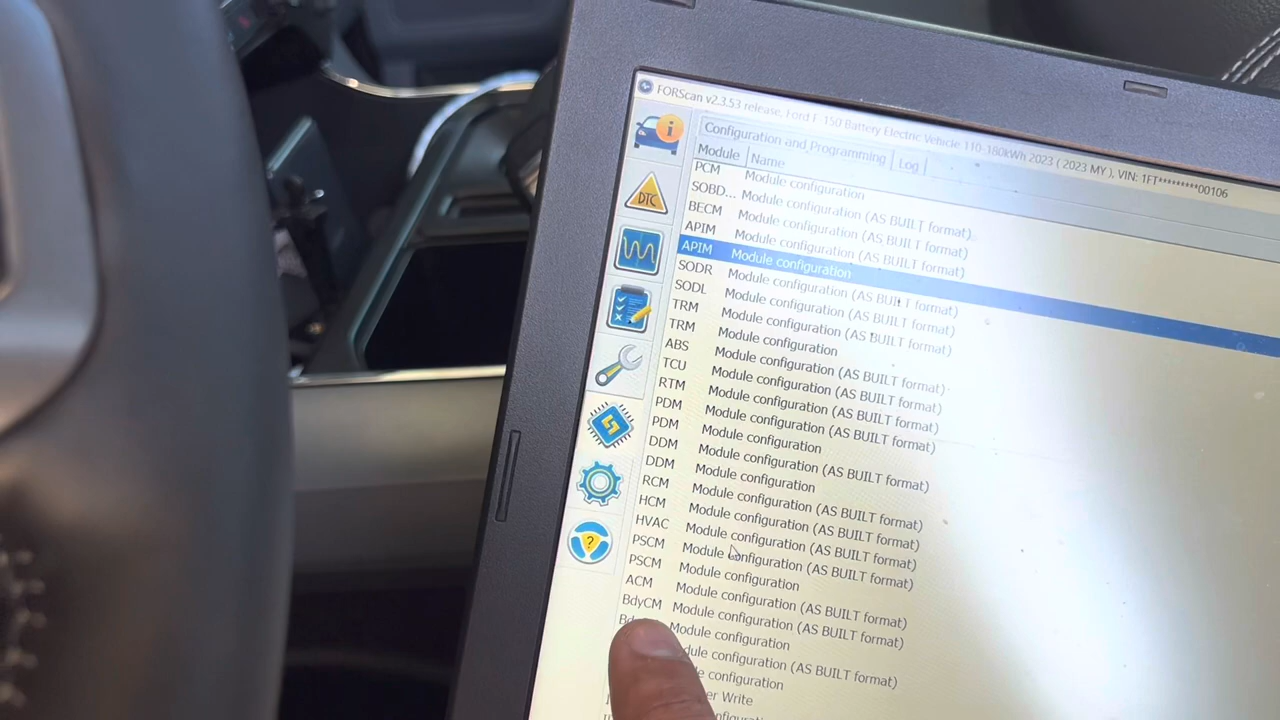 FORScan v2.3.53 release, Ford F-150 Battery Electric Vehicle 110-180kWh 2023 ( 2023 MY ), VIN: 1FT*********00106
Configuration and Programming Log
Module Name
PCM Module configuration
SOBD... Module configuration (AS BUILT format)
BECM Module configuration (AS BUILT format)
APIM Module configuration (AS BUILT format)
APIM Module configuration
SODR Module configuration (AS BUILT format)
SODL Module configuration (AS BUILT format)
TRM Module configuration (AS BUILT format)
TRM Module configuration
ABS Module configuration (AS BUILT format)
TCU Module configuration (AS BUILT format)
RTM Module configuration (AS BUILT format)
PDM Module configuration (AS BUILT format)
PDM Module configuration
DDM Module configuration (AS BUILT format)
DDM Module configuration
RCM Module configuration (AS BUILT format)
HCM Module configuration (AS BUILT format)
HVAC Module configuration (AS BUILT format)
PSCM Module configuration (AS BUILT format)
PSCM Module configuration
ACM Module configuration (AS BUILT format)
BdyCM Module configuration (AS BUILT format)
Module configuration
configuration (AS BUILT format)
configuration
Write
DTC